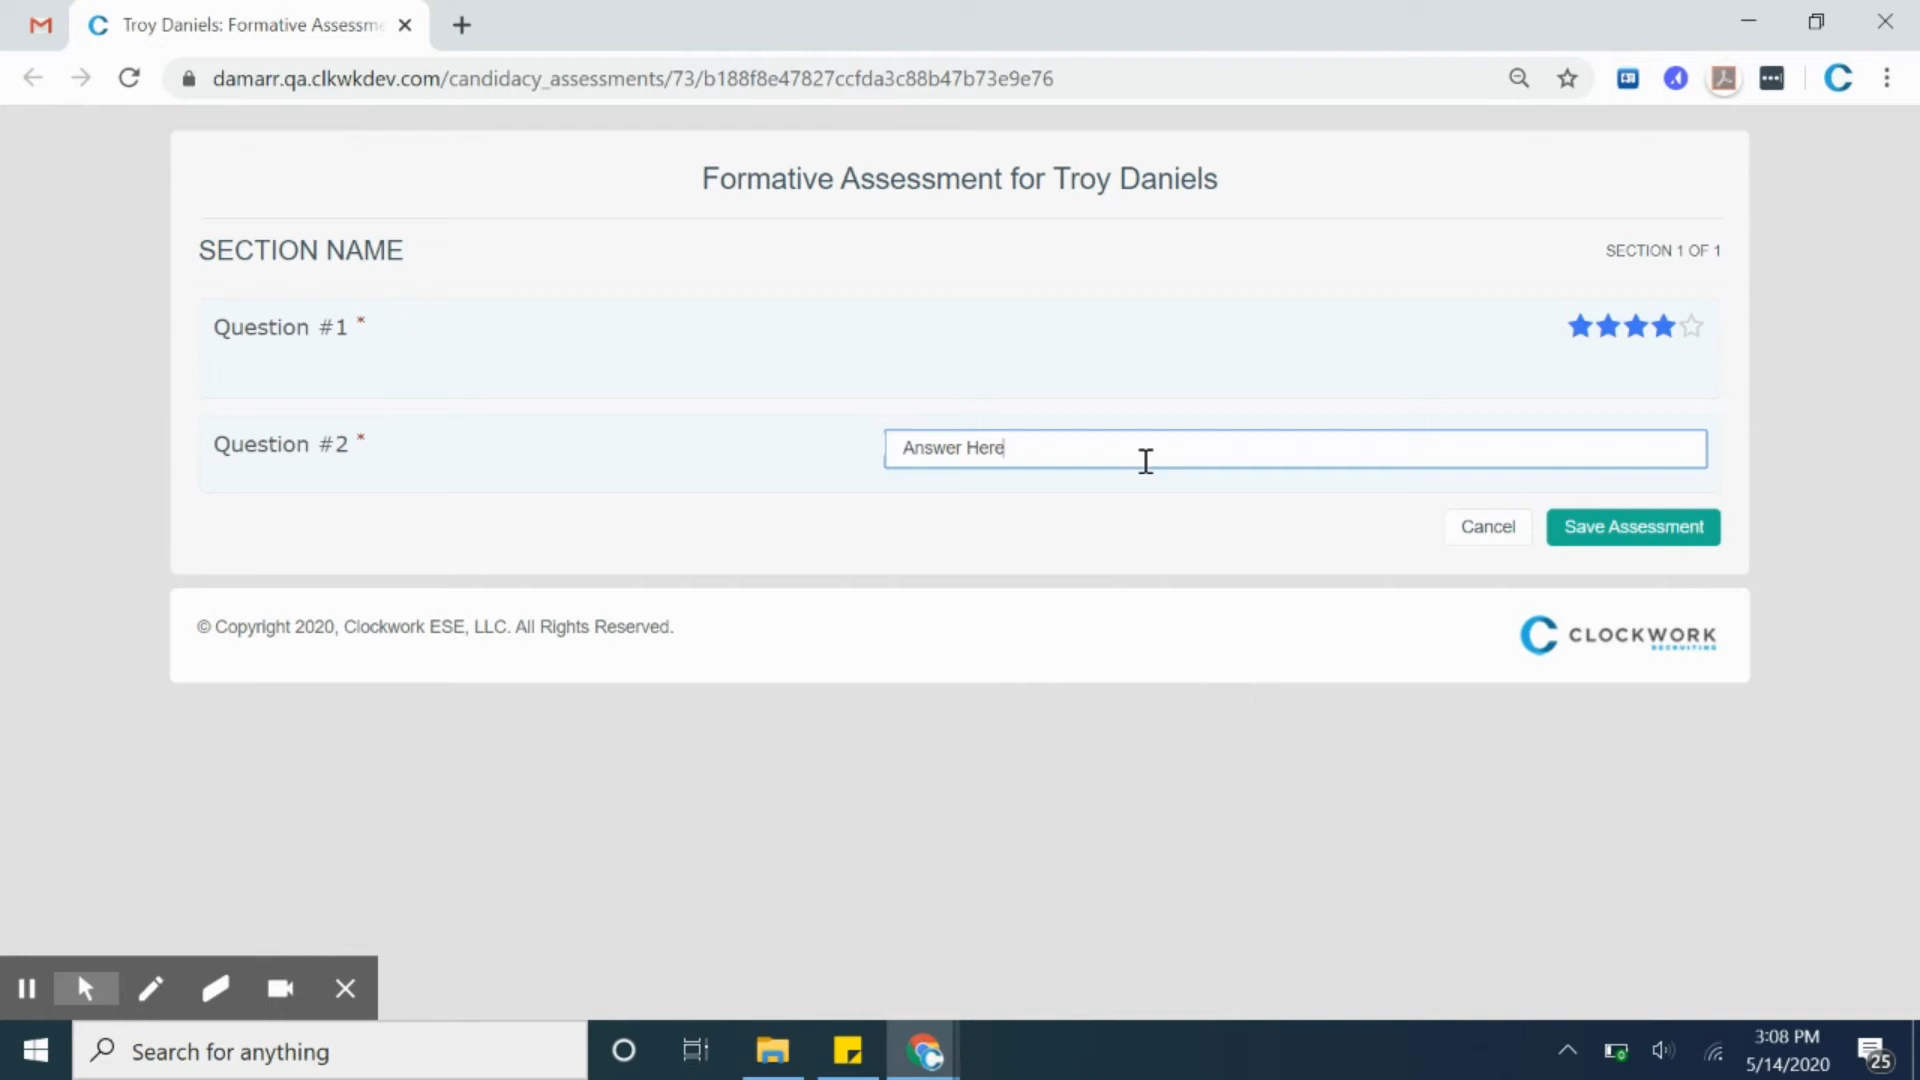 Troy Daniels: Formative Assessm
damarr.qa.clkwkdev.com/candidacy_assessments/73/b188f8e47827ccfda3c88b47b73e9e76
Formative Assessment for Troy Daniels
SECTION NAME
SECTION 1 OF 1
Question #1 *
Question #2 *
Answer Here
Cancel
Save Assessment
© Copyright 2020, Clockwork ESE, LLC. All Rights Reserved.
CLOCKWORK
RECRUITING
Search for anything
3:08 PM
5/14/2020
25